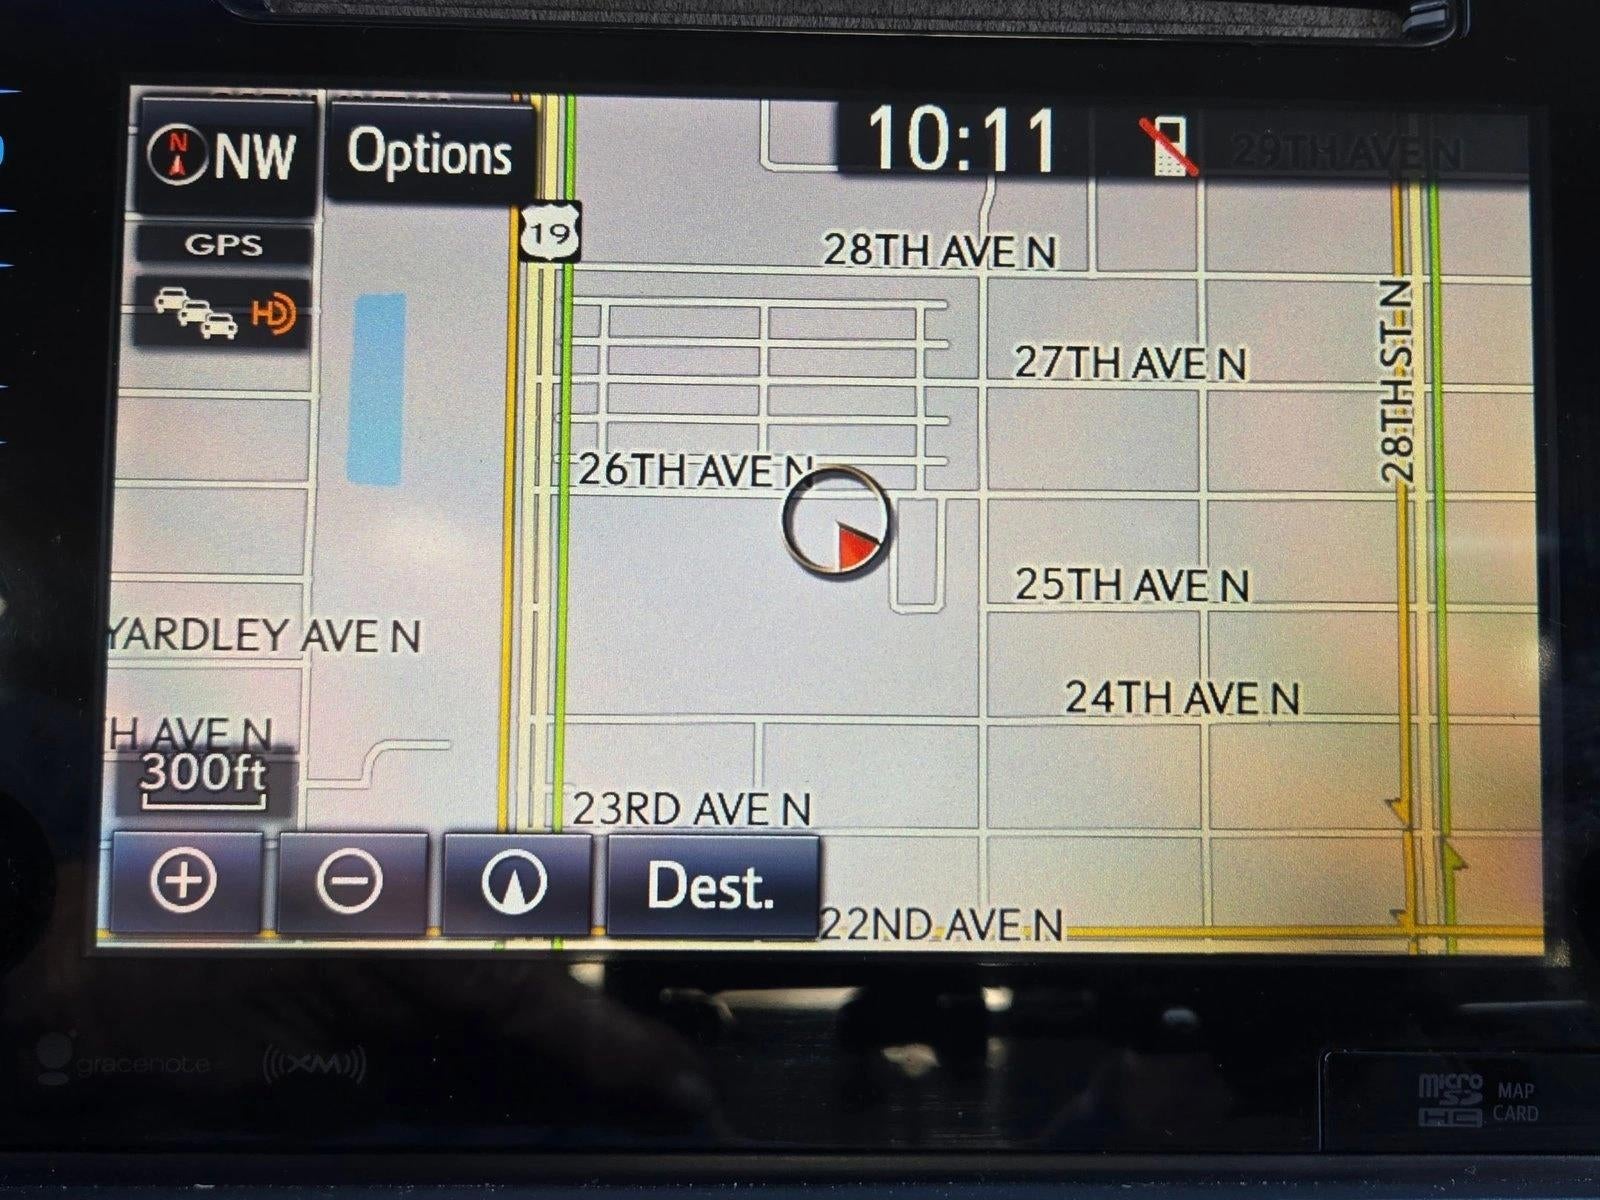 N NW
Options
10:11
29TH AVE N
19
28TH AVE N
GPS
HD
28TH ST N
27TH AVE N
26TH AVE N
25TH AVE N
YARDLEY AVE N
24TH AVE N
H AVE N
300ft
23RD AVE N
Dest.
22ND AVE N
gracenote
((XM))
micro SD HC
MAP CARD